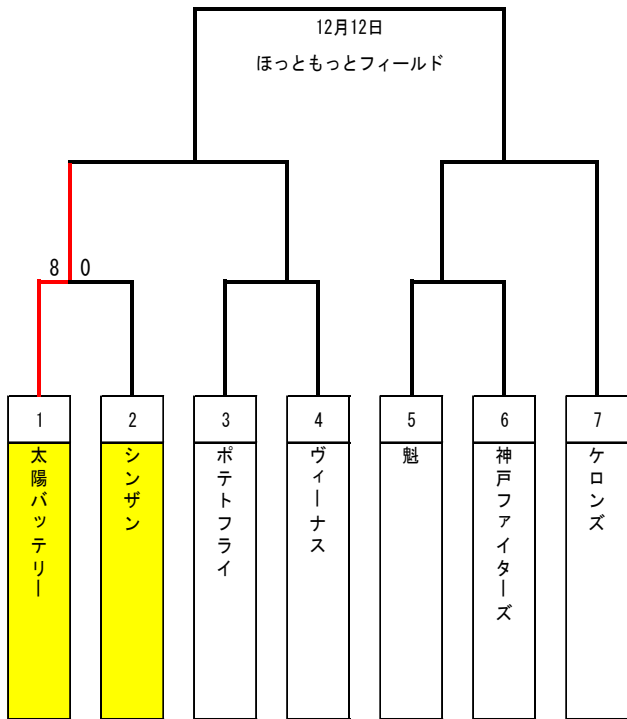 12月12日
ほっともっとフィールド
8 0
1 2 3 4 5 6 7
太陽バッテリー
シンザン
ポテトフライ
ヴィーナス
魁
神戸ファイターズ
ケロンズ